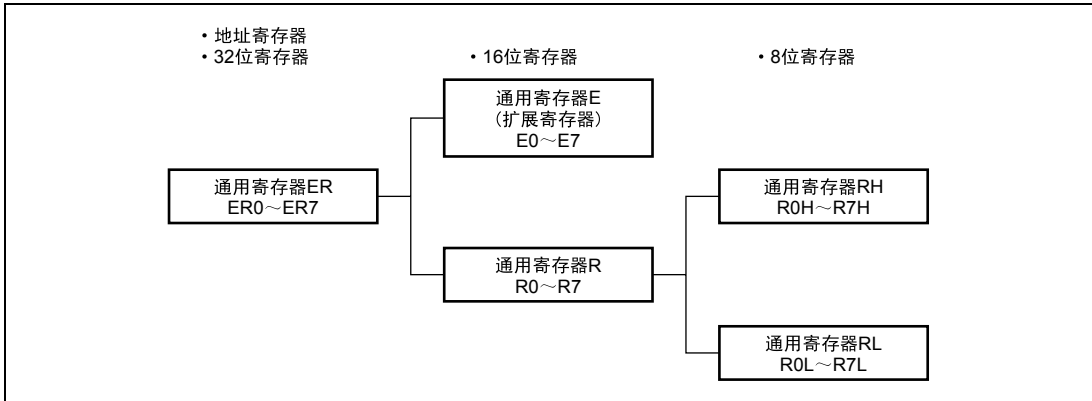 ・地址寄存器
・32位寄存器
・16位寄存器
・8位寄存器
通用寄存器E
(扩展寄存器)
E0～E7
通用寄存器ER
ER0～ER7
通用寄存器RH
R0H～R7H
通用寄存器R
R0～R7
通用寄存器RL
R0L～R7L